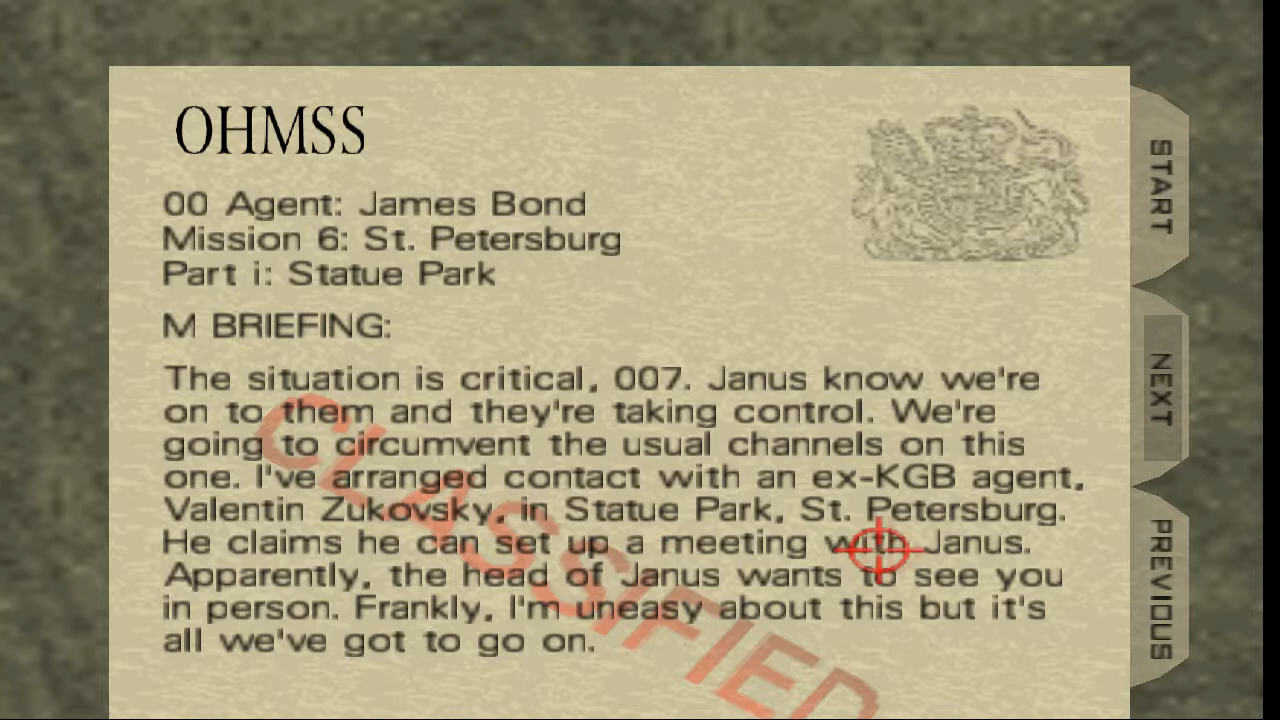 OHMSS
00 Agent: James Bond
Mission 6: St. Petersburg
Part i: Statue Park
M BRIEFING:
The situation is critical, 007. Janus know we're
on to them and they're taking control. We're
going to circumvent the usual channels on this
one. I've arranged contact with an ex-KGB agent,
Valentin Zukovsky, in Statue Park, St. Petersburg.
He claims he can set up a meeting with Janus.
Apparently, the head of Janus wants to see you
in person. Frankly, I'm uneasy about this but it's
all we've got to go on.
CLASSIFIED
START
NEXT
PREVIOUS